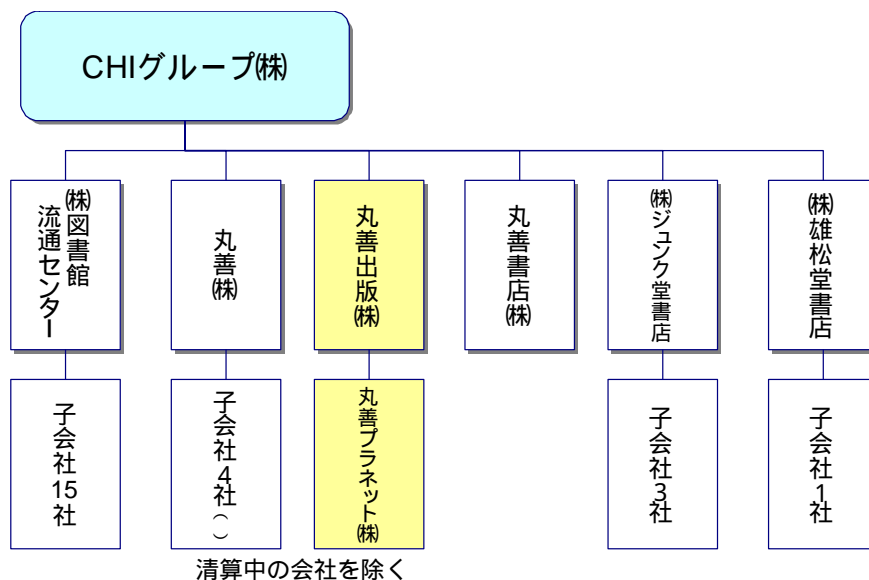 CHIグループ㈱
㈱図書館
流通センター
丸善㈱
丸善出版㈱
丸善書店㈱
㈱ジュンク堂書店
㈱雄松堂書店
子会社15社
子会社4社( )
丸善プラネット㈱
子会社3社
子会社1社
清算中の会社を除く